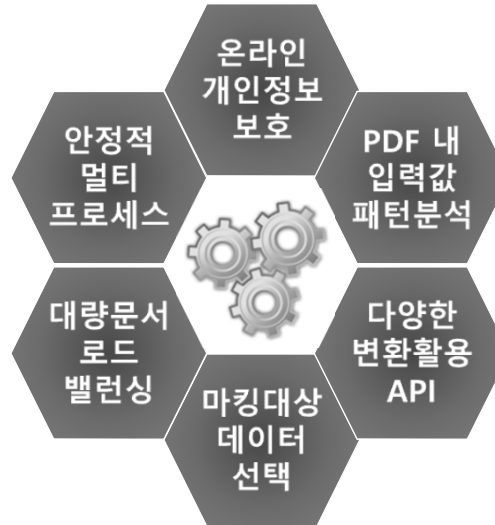 온라인
개인정보
보호
안정적
멀티
프로세스
PDF 내
입력값
패턴분석
대량문서
로드
밸런싱
다양한
변환활용
API
마킹대상
데이터
선택